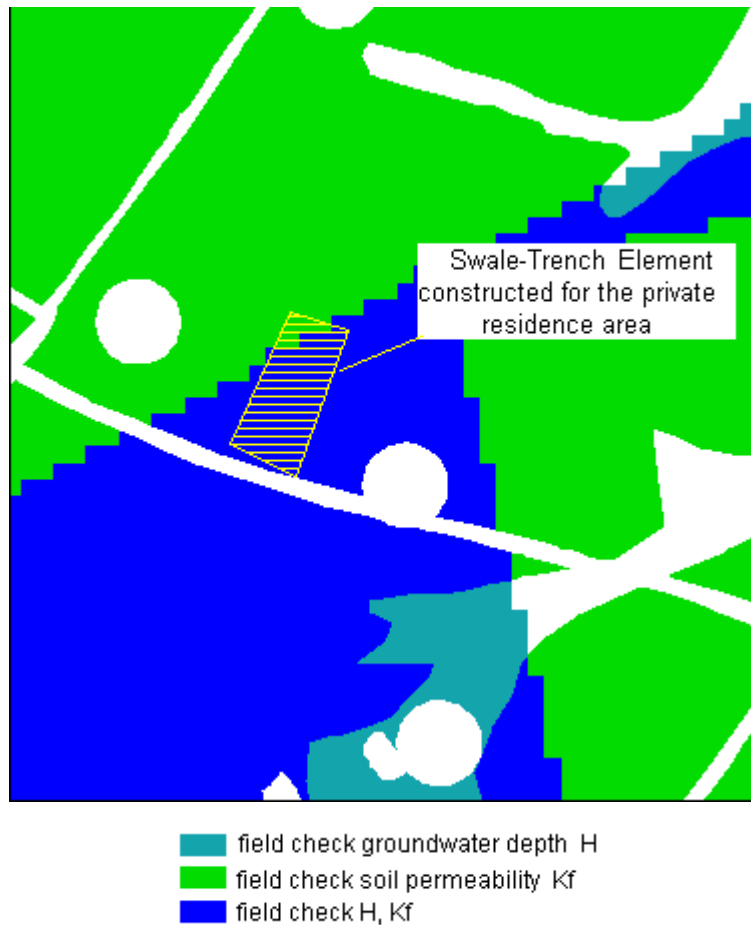 Swale-Trench Element
constructed for the private
residence area
field check groundwater depth H
field check soil permeability Kf
field check H, Kf